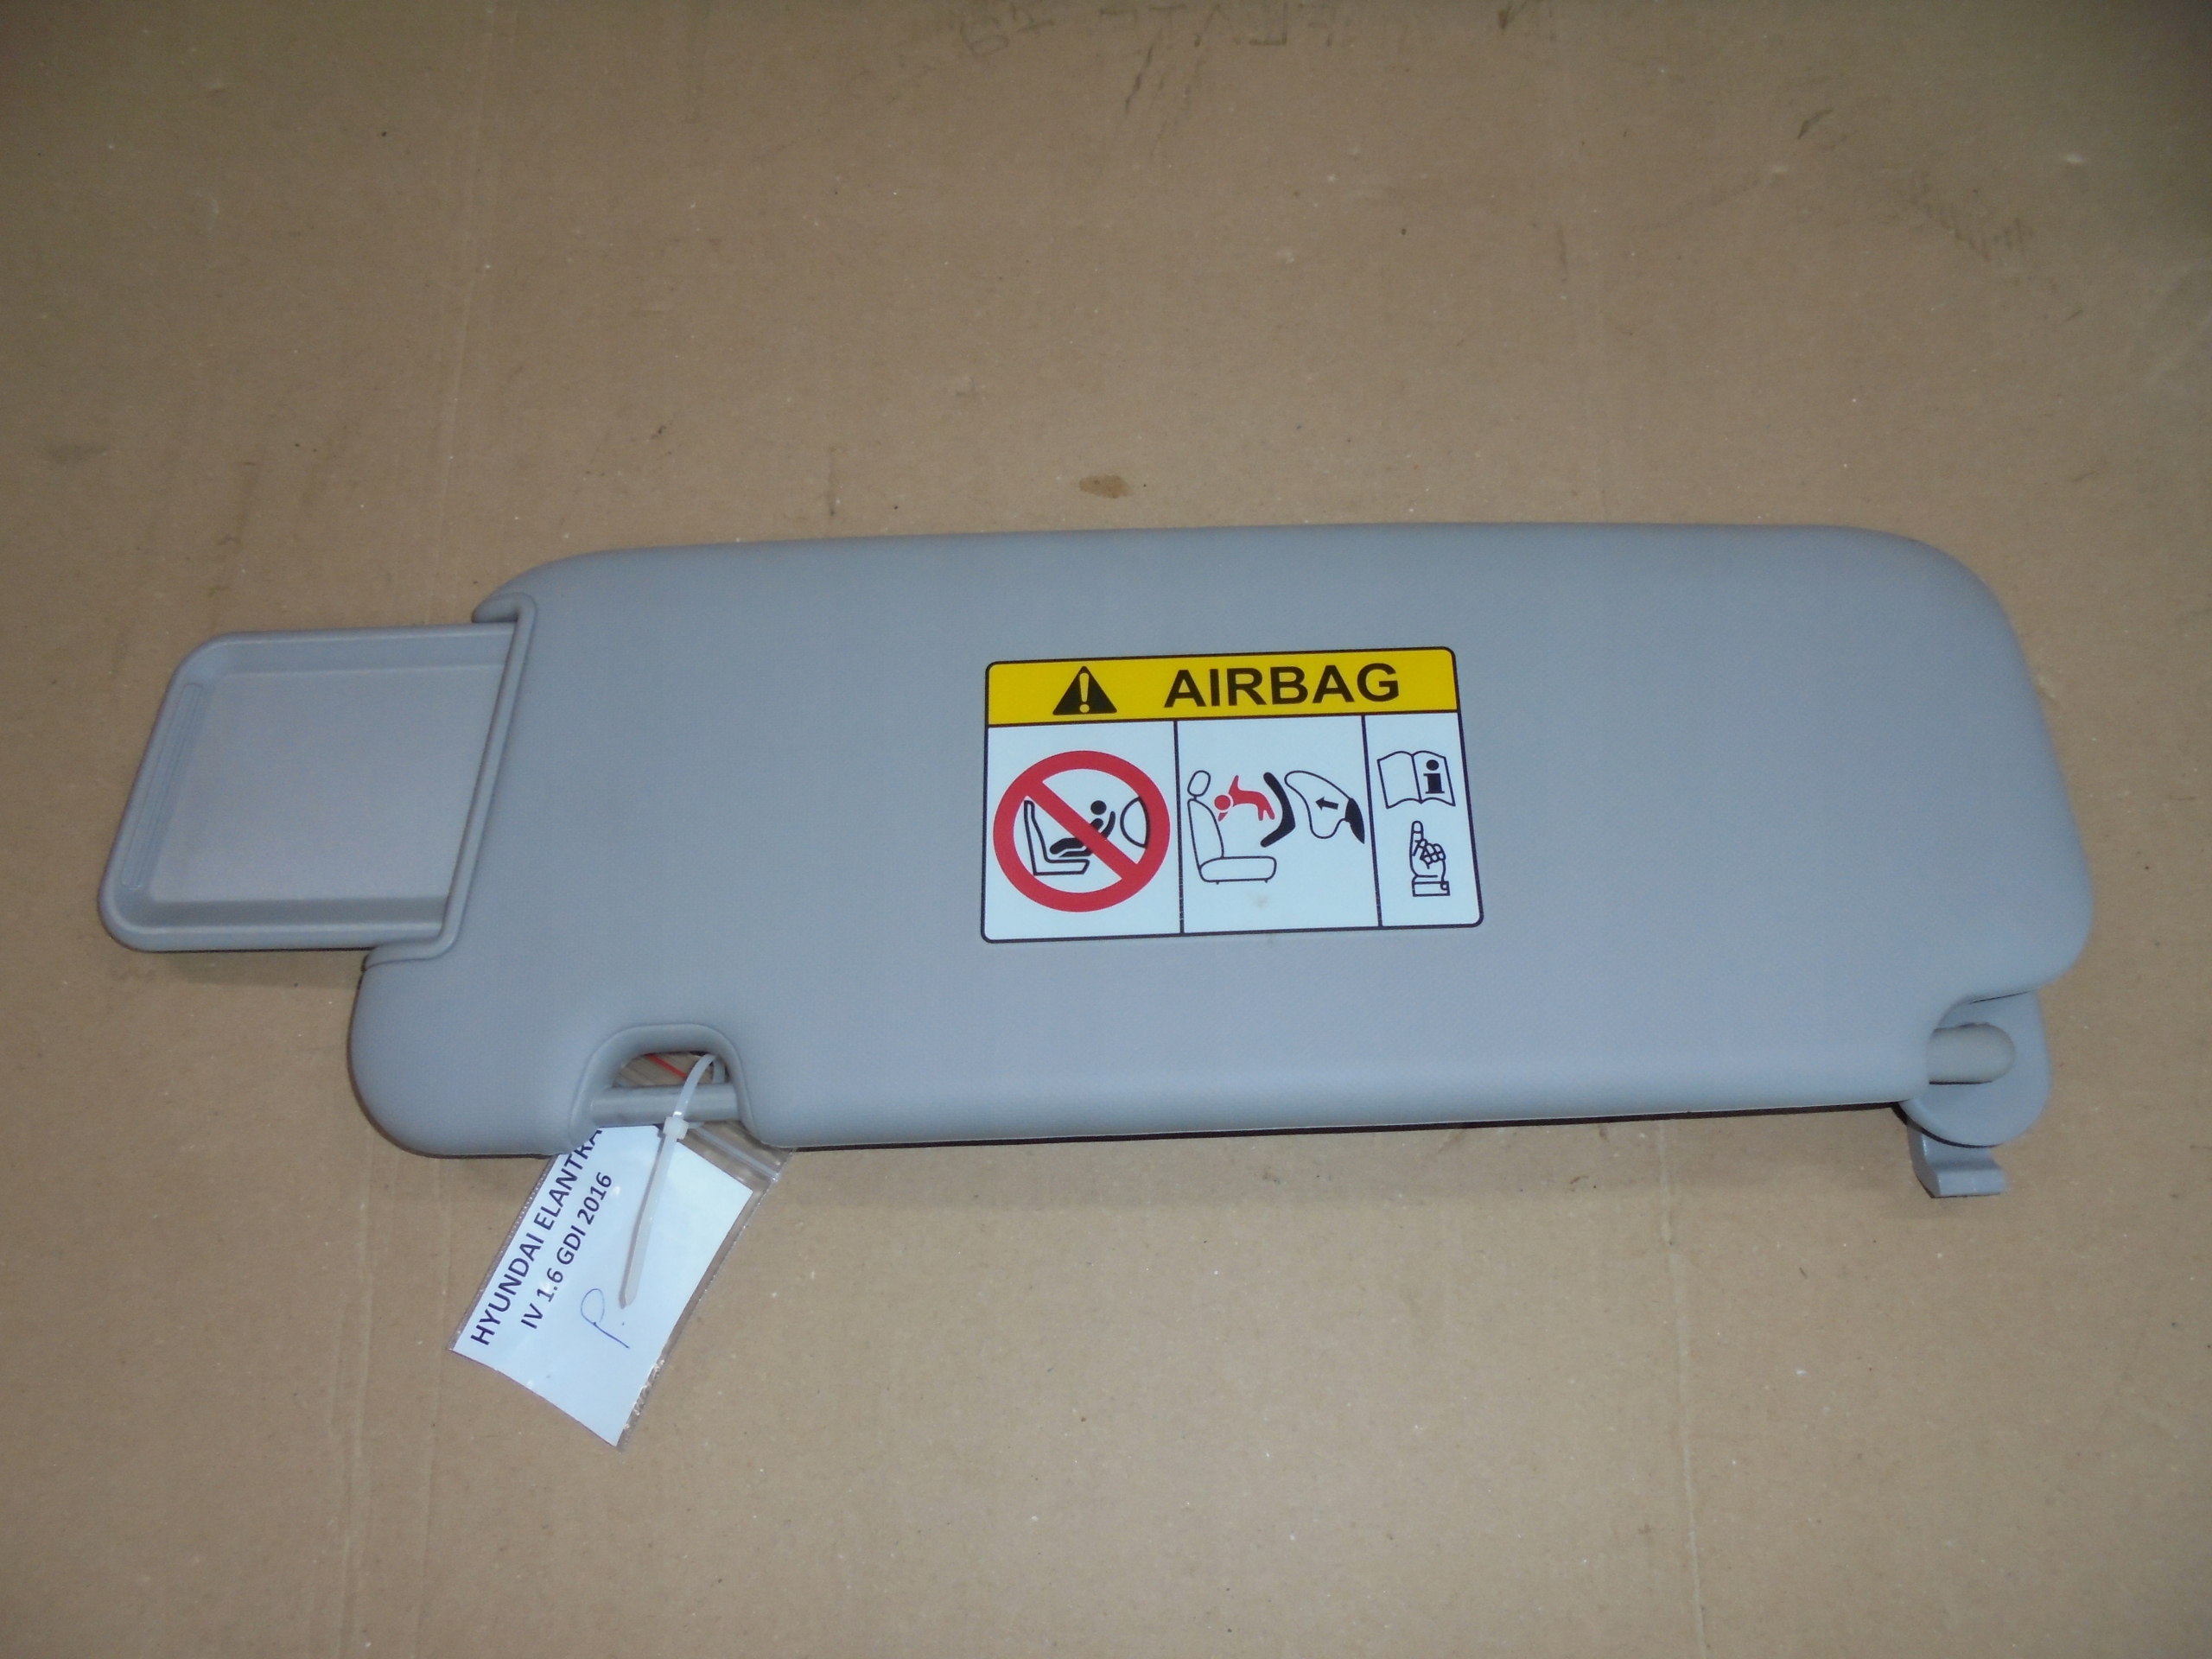 AIRBAG
i
HYUNDAI ELANTRA
IV 1.6 GDI 2016
P.